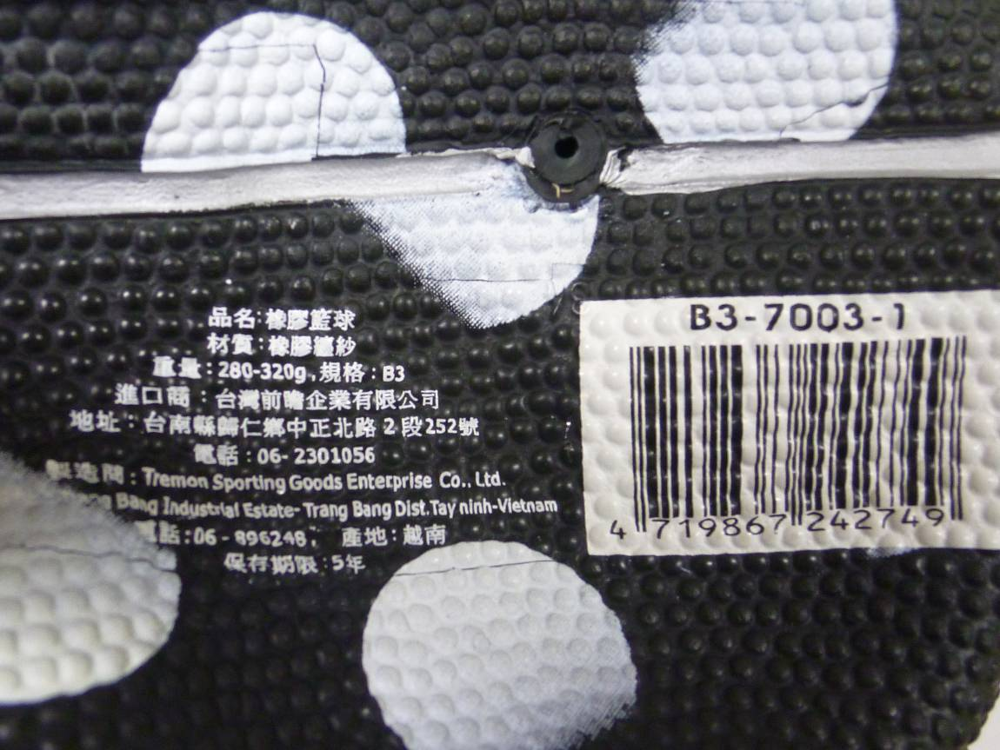 品名:橡膠籃球
材質:橡膠纏紗
重量:280-320g,規格:B3
進口商:台灣前瞻企業有限公司
地址:台南縣歸仁鄉中正北路2段252號
電話:06-2301056
製造商:Tremon Sporting Goods Enterprise Co., Ltd.
Bang Industrial Estate-Trang Bang Dist.Tay ninh-Vietnam
電話:06-896248, 產地:越南
保存期限:5年
B3-7003-1
4 719867 242749